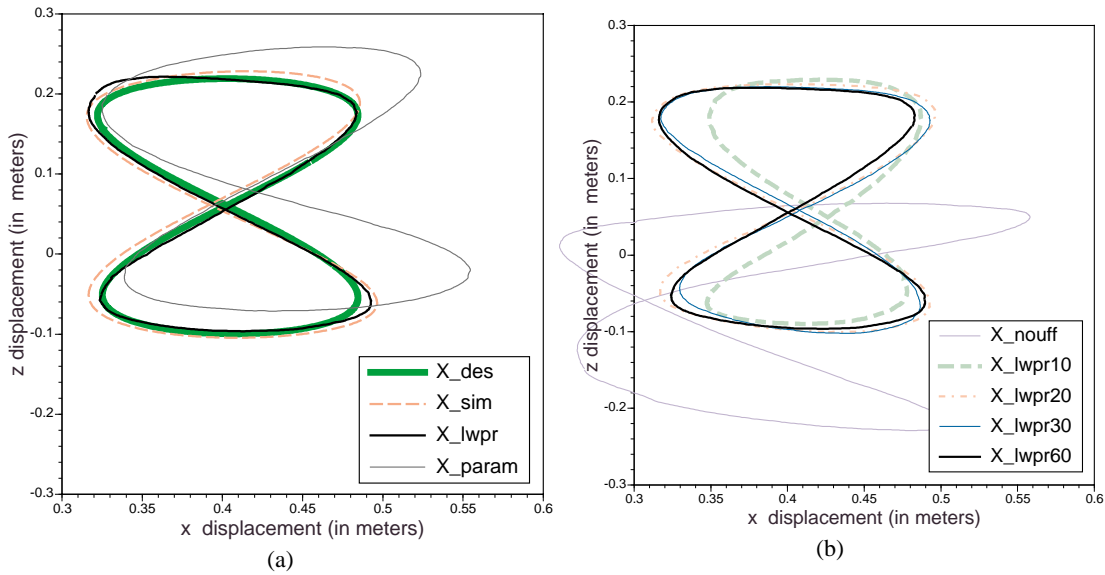 0.3
0.2
0.1
0
-0.1
-0.2
-0.3
z displacement (in meters)
X_des
X_sim
X_lwpr
X_param
0.3 0.35 0.4 0.45 0.5 0.55 0.6
x displacement (in meters)
(a)
0.3
0.2
0.1
0
-0.1
-0.2
-0.3
z displacement (in meters)
X_nouff
X_lwpr10
X_lwpr20
X_lwpr30
X_lwpr60
0.3 0.35 0.4 0.45 0.5 0.55 0.6
x displacement (in meters)
(b)